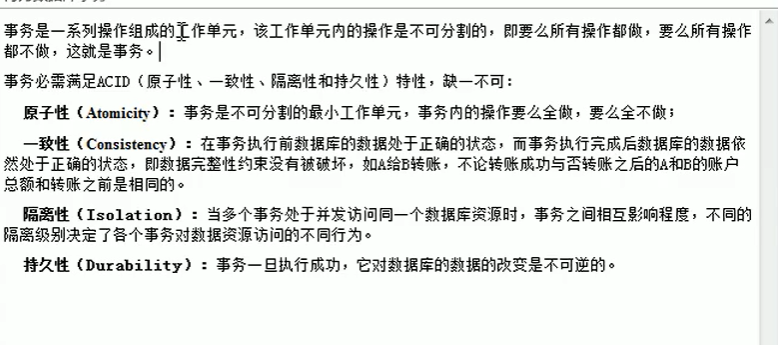 事务是一系列操作组成的工作单元，该工作单元内的操作是不可分割的，即要么所有操作都做，要么所有操作
都不做，这就是事务。
事务必需满足ACID（原子性、一致性、隔离性和持久性）特性，缺一不可：
原子性（Atomicity）：事务是不可分割的最小工作单元，事务内的操作要么全做，要么全不做；
一致性（Consistency）：在事务执行前数据库的数据处于正确的状态，而事务执行完成后数据库的数据依
然处于正确的状态，即数据完整性约束没有被破坏，如A给B转账，不论转账成功与否转账之后的A和B的账户
总额和转账之前是相同的。
隔离性（Isolation）：当多个事务处于并发访问同一个数据库资源时，事务之间相互影响程度，不同的
隔离级别决定了各个事务对数据资源访问的不同行为。
持久性（Durability）：事务一旦执行成功，它对数据库的数据的改变是不可逆的。